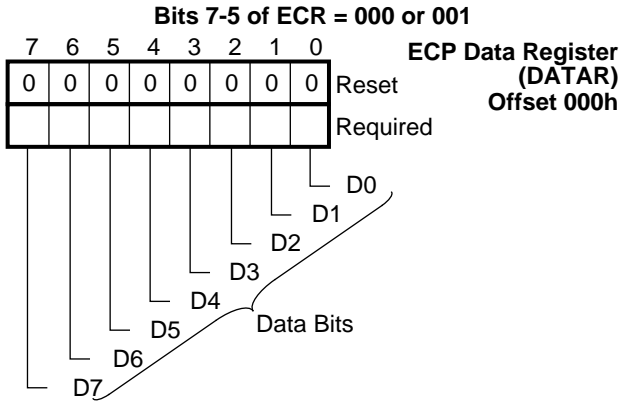 Bits 7-5 of ECR = 000 or 001
7 6 5 4 3 2 1 0
ECP Data Register
(DATAR)
Offset 000h
0 0 0 0 0 0 0 0 Reset
Required
D0
D1
D2
D3
D4
D5
D6
D7
Data Bits